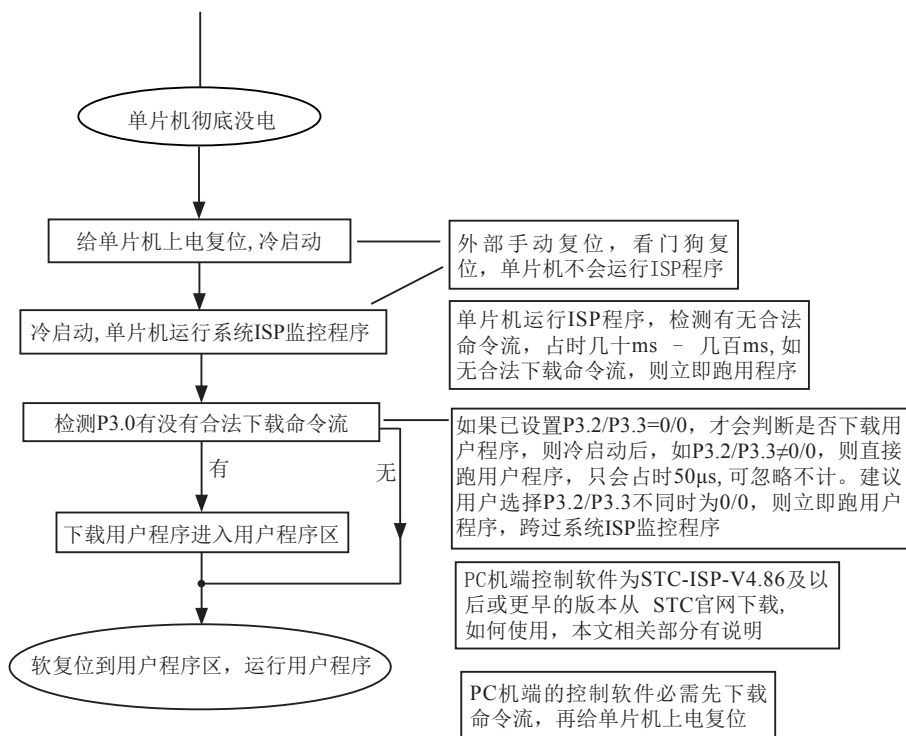 单片机彻底没电
给单片机上电复位,冷启动
外部手动复位，看门狗复
位，单片机不会运行ISP程序
冷启动,单片机运行系统ISP监控程序
单片机运行ISP程序，检测有无合法
命令流，占时几十ms - 几百ms,如
无合法下载命令流，则立即跑用程序
检测P3.0有没有合法下载命令流
如果已设置P3.2/P3.3=0/0，才会判断是否下载用
户程序，则冷启动后，如P3.2/P3.3≠0/0，则直接
跑用户程序，只会占时50μs,可忽略不计。建议
用户选择P3.2/P3.3不同时为0/0，则立即跑用户
程序，跨过系统ISP监控程序
有
无
下载用户程序进入用户程序区
PC机端控制软件为STC-ISP-V4.86及以
后或更早的版本从 STC官网下载,
如何使用，本文相关部分有说明
软复位到用户程序区，运行用户程序
PC机端的控制软件必需先下载
命令流，再给单片机上电复位